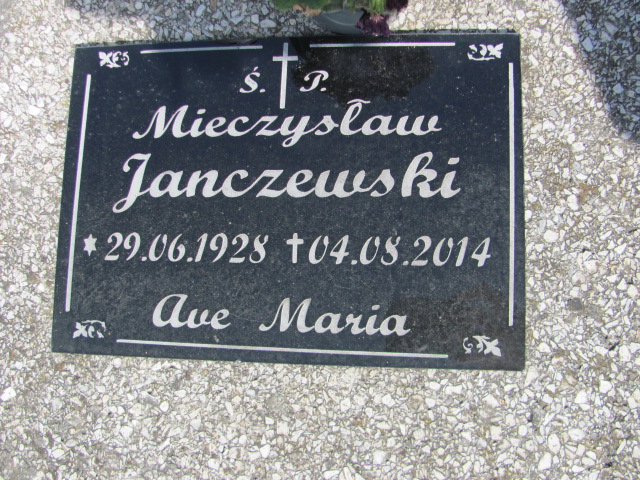 Ś. P.
Mieczysław
Janczewski
* 29.06.1928 † 04.08.2014
Ave Maria